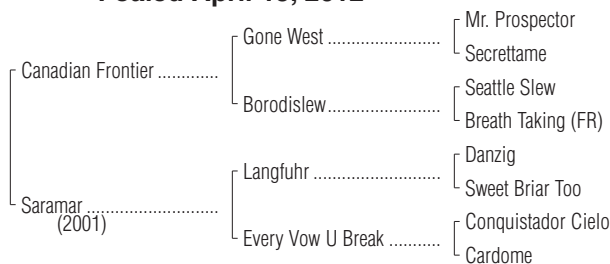 Foaled April 15, 2012
Mr. Prospector
Gone West ............................
Secrettame
Canadian Frontier ..............
Seattle Slew
Borodislew............................
Breath Taking (FR)
Danzig
Langfuhr ..............................
Sweet Briar Too
Saramar ...............................
(2001)
Conquistador Cielo
Every Vow U Break ...........
Cardome